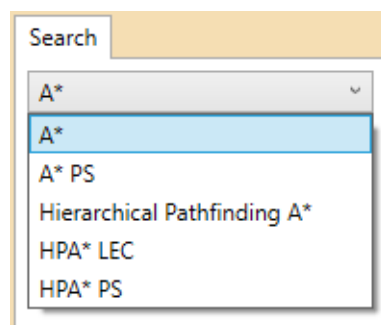 Search
A*
A*
A* PS
Hierarchical Pathfinding A*
HPA* LEC
HPA* PS